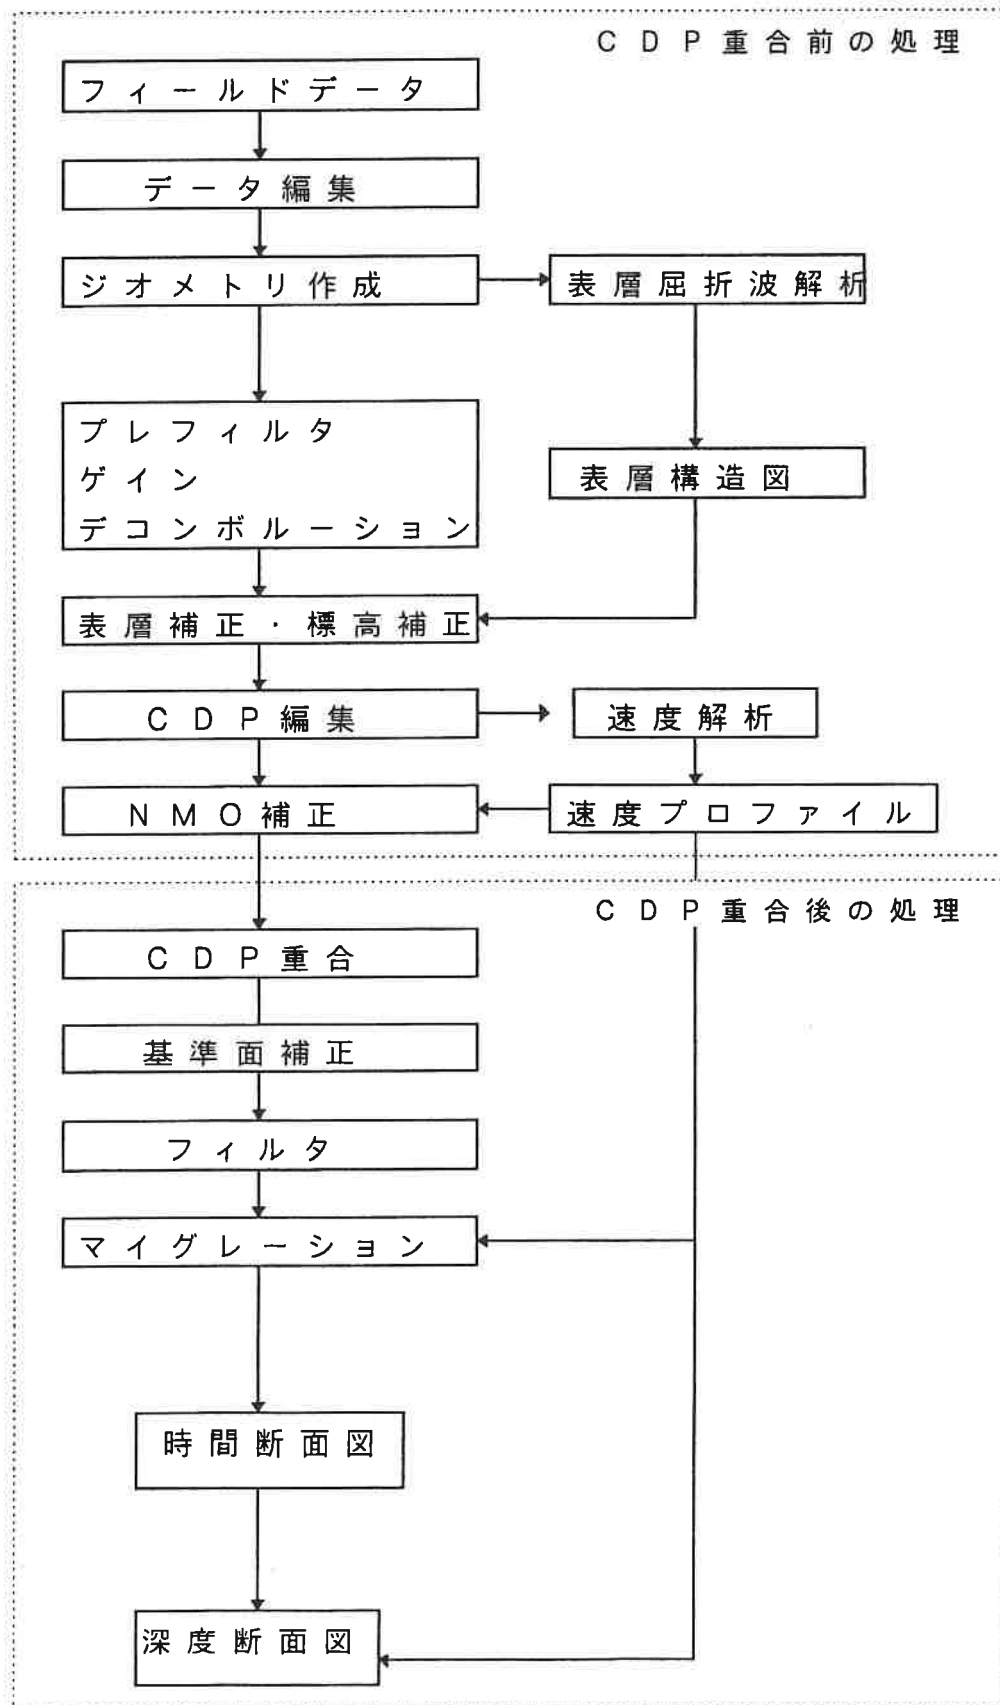 CDP重合前の処理
フィールドデータ
データ編集
ジオメトリ作成
表層屈折波解析
プレフィルタ
ゲイン
デコンボルーション
表層構造図
表層補正・標高補正
CDP編集
速度解析
NMO補正
速度プロファイル
CDP重合後の処理
CDP重合
基準面補正
フィルタ
マイグレーション
時間断面図
深度断面図